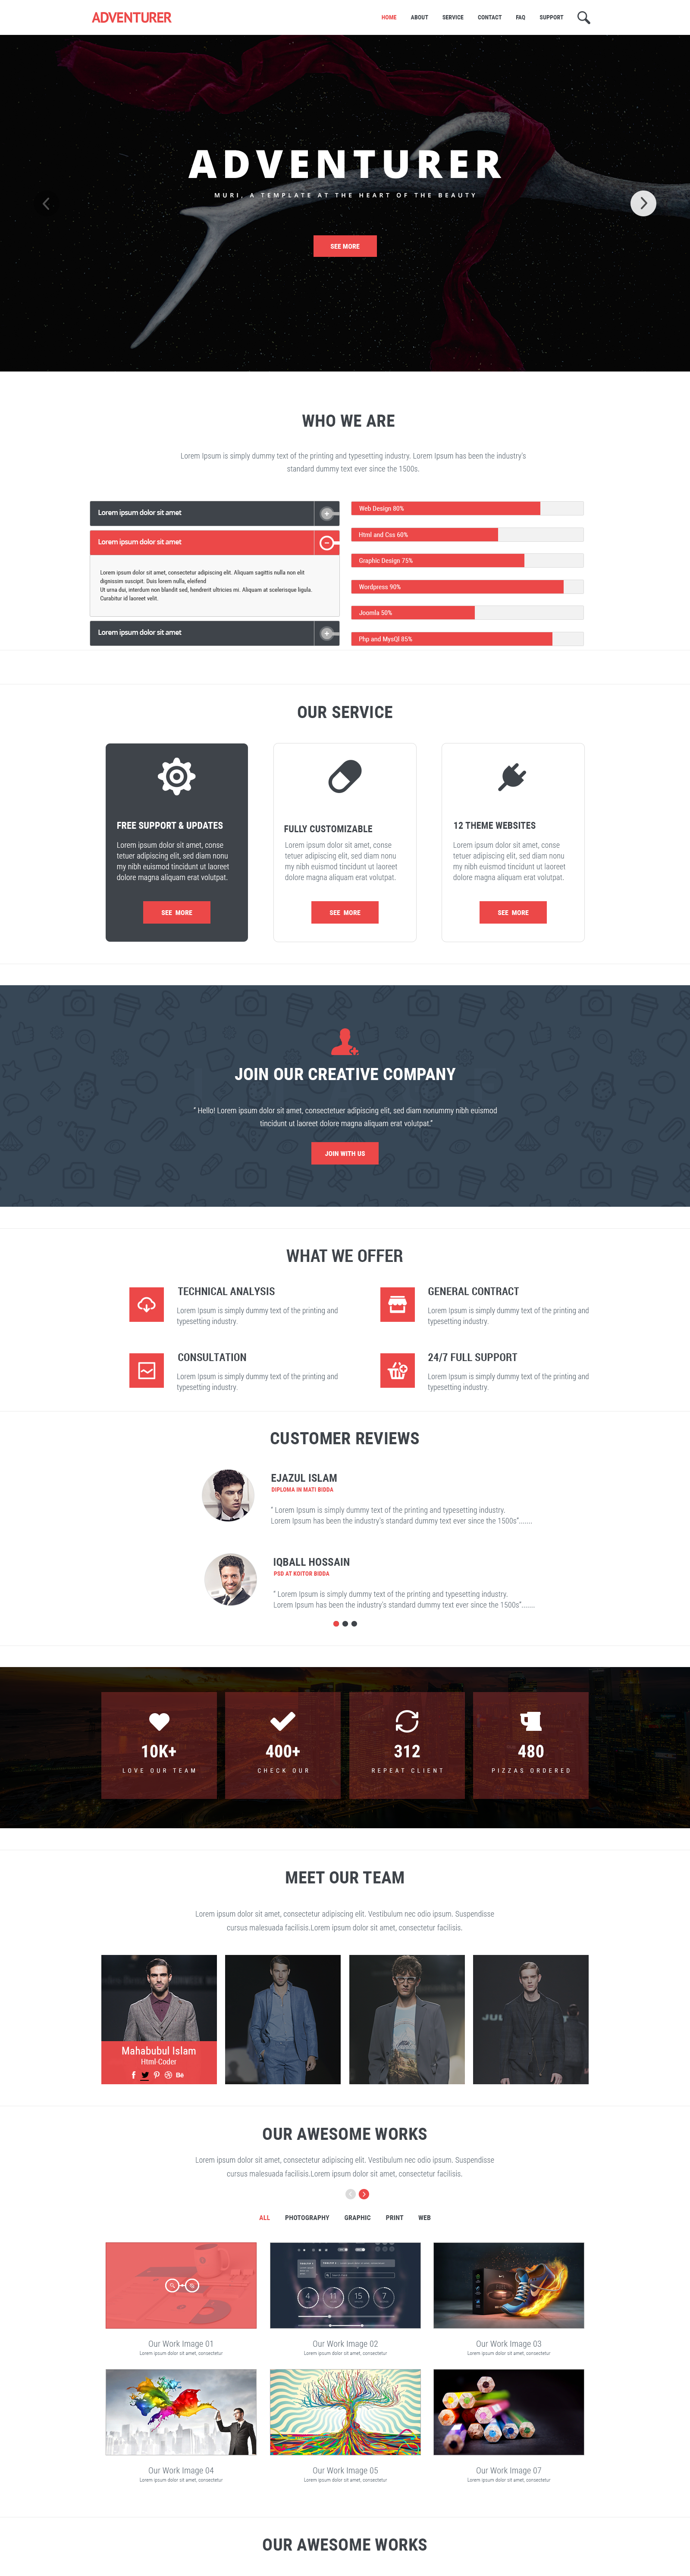 ADVENTURER
HOME ABOUT SERVICE CONTACT FAQ SUPPORT
ADVENTURER
MURI, A TEMPLATE AT THE HEART OF THE BEAUTY
SEE MORE
WHO WE ARE
Lorem Ipsum is simply dummy text of the printing and typesetting industry. Lorem Ipsum has been the industry's
standard dummy text ever since the 1500s.
Lorem ipsum dolor sit amet
Lorem ipsum dolor sit amet
Lorem ipsum dolor sit amet, consectetur adipiscing elit. Aliquam sagittis nulla non elit
dignissim suscipit. Duis lorem nulla, eleifend
Ut urna dui, interdum non blandit sed, hendrerit ultricies mi. Aliquam at scelerisque ligula.
Curabitur id laoreet velit.
Lorem ipsum dolor sit amet
Web Design 80%
Html and Css 60%
Graphic Design 75%
Wordpress 90%
Joomla 50%
Php and MysQl 85%
OUR SERVICE
FREE SUPPORT & UPDATES
Lorem ipsum dolor sit amet, conse
tetuer adipiscing elit, sed diam nonu
my nibh euismod tincidunt ut laoreet
dolore magna aliquam erat volutpat.
SEE MORE
FULLY CUSTOMIZABLE
Lorem ipsum dolor sit amet, conse
tetuer adipiscing elit, sed diam nonu
my nibh euismod tincidunt ut laoreet
dolore magna aliquam erat volutpat.
SEE MORE
12 THEME WEBSITES
Lorem ipsum dolor sit amet, conse
tetuer adipiscing elit, sed diam nonu
my nibh euismod tincidunt ut laoreet
dolore magna aliquam erat volutpat.
SEE MORE
JOIN OUR CREATIVE COMPANY
" Hello! Lorem ipsum dolor sit amet, consectetuer adipiscing elit, sed diam nonummy nibh euismod
tincidunt ut laoreet dolore magna aliquam erat volutpat."
JOIN WITH US
WHAT WE OFFER
TECHNICAL ANALYSIS
Lorem Ipsum is simply dummy text of the printing and
typesetting industry.
GENERAL CONTRACT
Lorem Ipsum is simply dummy text of the printing and
typesetting industry.
CONSULTATION
Lorem Ipsum is simply dummy text of the printing and
typesetting industry.
24/7 FULL SUPPORT
Lorem Ipsum is simply dummy text of the printing and
typesetting industry.
CUSTOMER REVIEWS
EJAZUL ISLAM
DIPLOMA IN MATI BIDDA
" Lorem Ipsum is simply dummy text of the printing and typesetting industry.
Lorem Ipsum has been the industry's standard dummy text ever since the 1500s".......
IQBALL HOSSAIN
PSD AT KOITOR BIDDA
" Lorem Ipsum is simply dummy text of the printing and typesetting industry.
Lorem Ipsum has been the industry's standard dummy text ever since the 1500s".......
10K+
LOVE OUR TEAM
400+
CHECK OUR
312
REPEAT CLIENT
480
PIZZAS ORDERED
MEET OUR TEAM
Lorem ipsum dolor sit amet, consectetur adipiscing elit. Vestibulum nec odio ipsum. Suspendisse
cursus malesuada facilisis.Lorem ipsum dolor sit amet, consectetur facilisis.
Mahabubul Islam
Html-Coder
Bē
OUR AWESOME WORKS
Lorem ipsum dolor sit amet, consectetur adipiscing elit. Vestibulum nec odio ipsum. Suspendisse
cursus malesuada facilisis.Lorem ipsum dolor sit amet, consectetur facilisis.
ALL PHOTOGRAPHY GRAPHIC PRINT WEB
4 11 15 7
Our Work Image 01
Lorem ipsum dolor sit amet, consectetur
Our Work Image 02
Lorem ipsum dolor sit amet, consectetur
Our Work Image 03
Lorem ipsum dolor sit amet, consectetur
Our Work Image 04
Lorem ipsum dolor sit amet, consectetur
Our Work Image 05
Lorem ipsum dolor sit amet, consectetur
Our Work Image 07
Lorem ipsum dolor sit amet, consectetur
OUR AWESOME WORKS